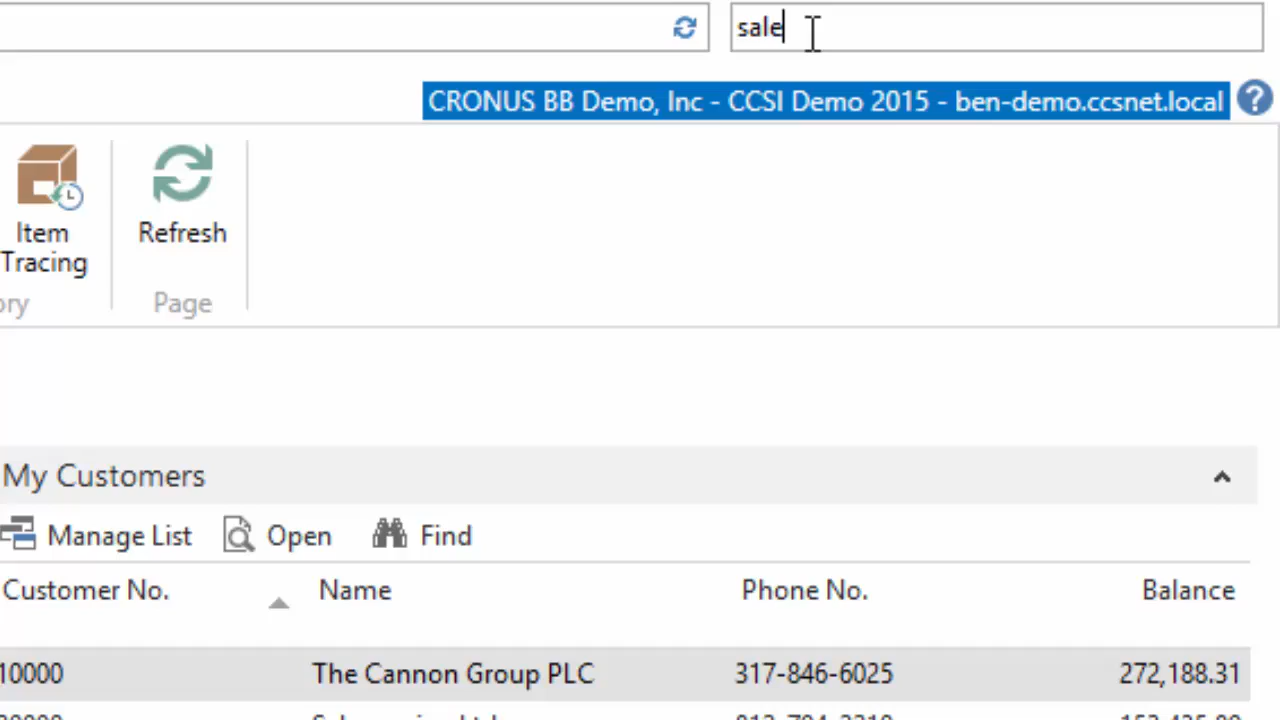 sale
CRONUS BB Demo, Inc - CCSI Demo 2015 - ben-demo.ccsnet.local
Item
Tracing
Refresh
ory
Page
My Customers
Manage List Open Find
Customer No. Name Phone No. Balance
10000 The Cannon Group PLC 317-846-6025 272,188.31